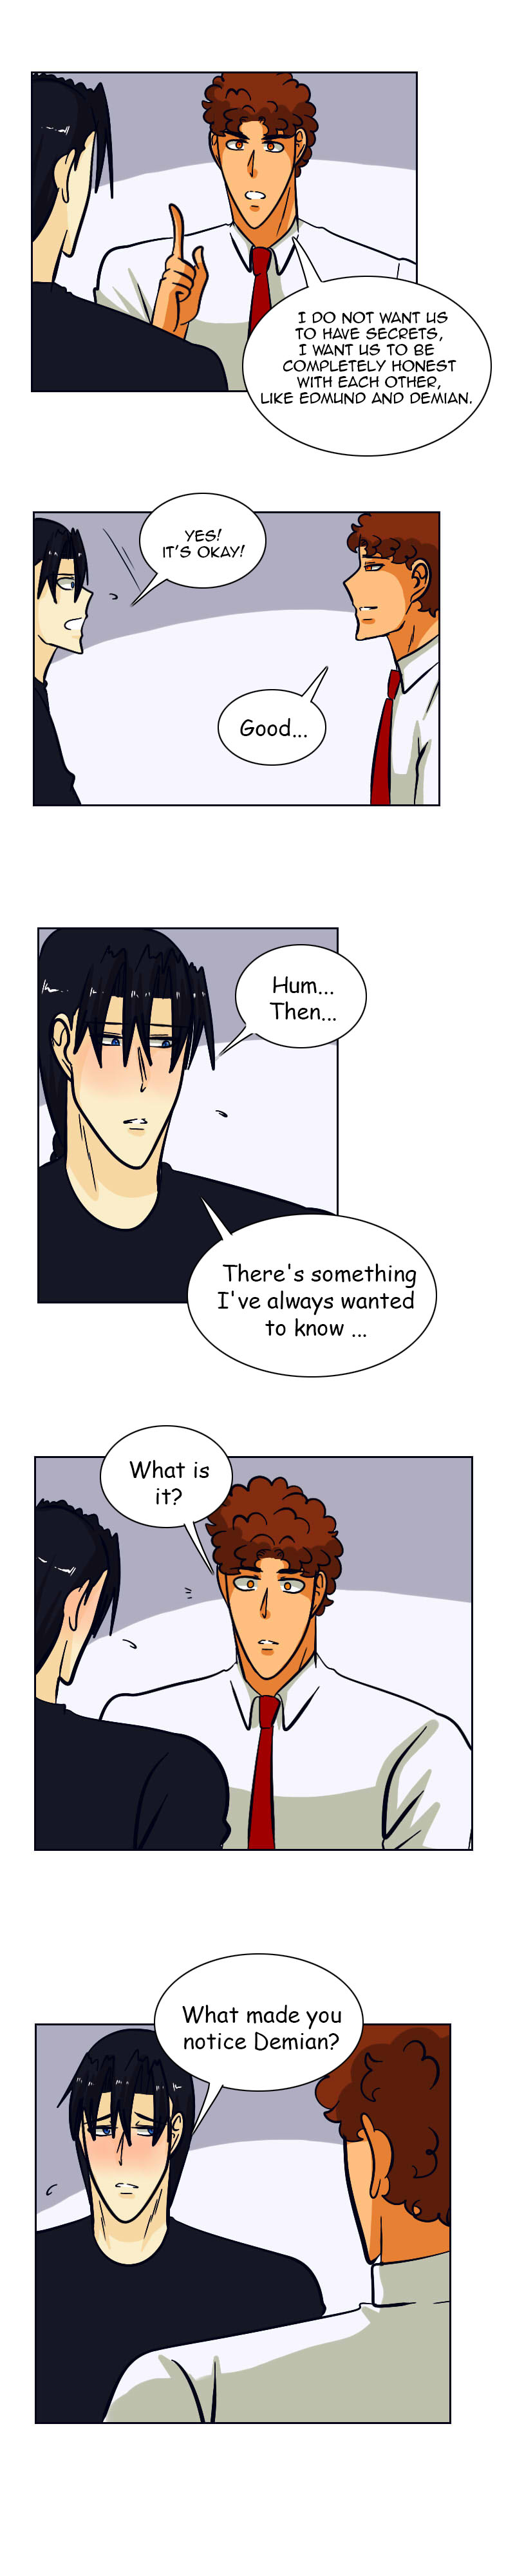 I DO NOT WANT US
TO HAVE SECRETS,
I WANT US TO BE
COMPLETELY HONEST
WITH EACH OTHER,
LIKE EDMUND AND DEMIAN.
YES!
IT'S OKAY!
Good...
Hum...
Then...
There's something
I've always wanted
to know ...
What is
it?
What made you
notice Demian?